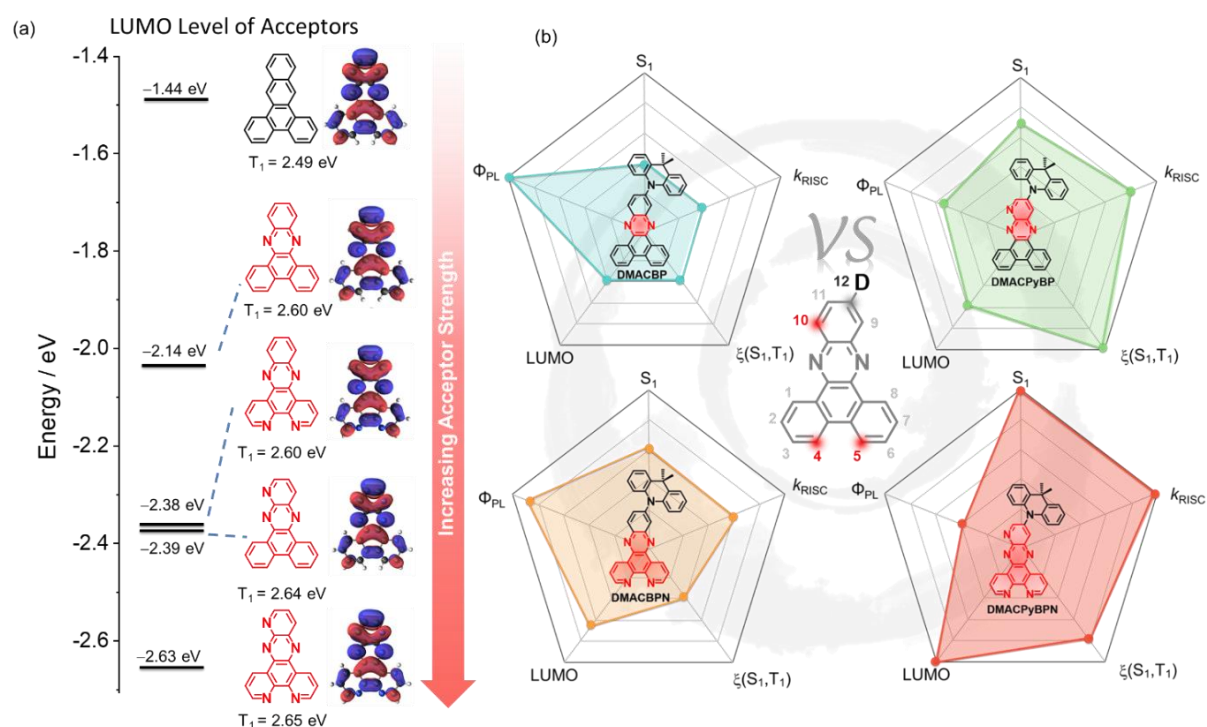 (a)
LUMO Level of Acceptors
Energy / eV
-1.4
-1.6
-1.8
-2.0
-2.2
-2.4
-2.6
−1.44 eV
−2.14 eV
−2.38 eV
−2.39 eV
−2.63 eV
T1 = 2.49 eV
N
N
T1 = 2.60 eV
N
N
N
N
T1 = 2.60 eV
N
N
N
T1 = 2.64 eV
N
N
N
N
N
T1 = 2.65 eV
Increasing Acceptor Strength
(b)
S1
ΦPL
kRISC
LUMO
ξ(S1,T1)
N
N
N
DMACBP
S1
ΦPL
kRISC
LUMO
ξ(S1,T1)
N
N
N
N
DMACPyBP
VS
12 D
11
10
9
N
N
1
8
2
7
3
4
5
6
S1
ΦPL
kRISC
LUMO
ξ(S1,T1)
N
N
N
N
N
DMACBPN
S1
ΦPL
kRISC
LUMO
ξ(S1,T1)
N
N
N
N
N
N
DMACPyBPN